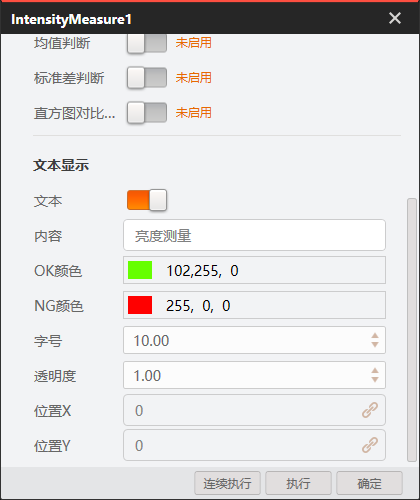 IntensityMeasure1
均值判断 未启用
标准差判断 未启用
直方图对比... 未启用
文本显示
文本
内容 亮度测量
OK颜色 102,255, 0
NG颜色 255, 0, 0
字号 10.00
透明度 1.00
位置X 0
位置Y 0
连续执行 执行 确定